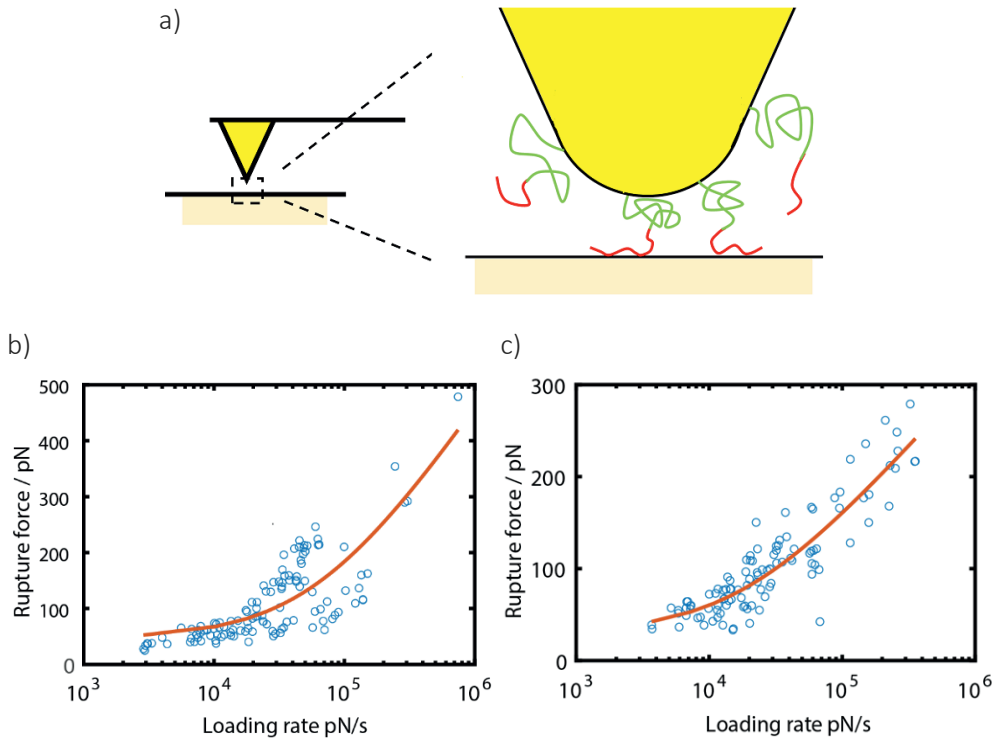 a)
b)
c)
500
400
300
200
100
0
Rupture force / pN
10³
10⁴
10⁵
10⁶
Loading rate pN/s
300
200
100
0
Rupture force / pN
10³
10⁴
10⁵
10⁶
Loading rate pN/s